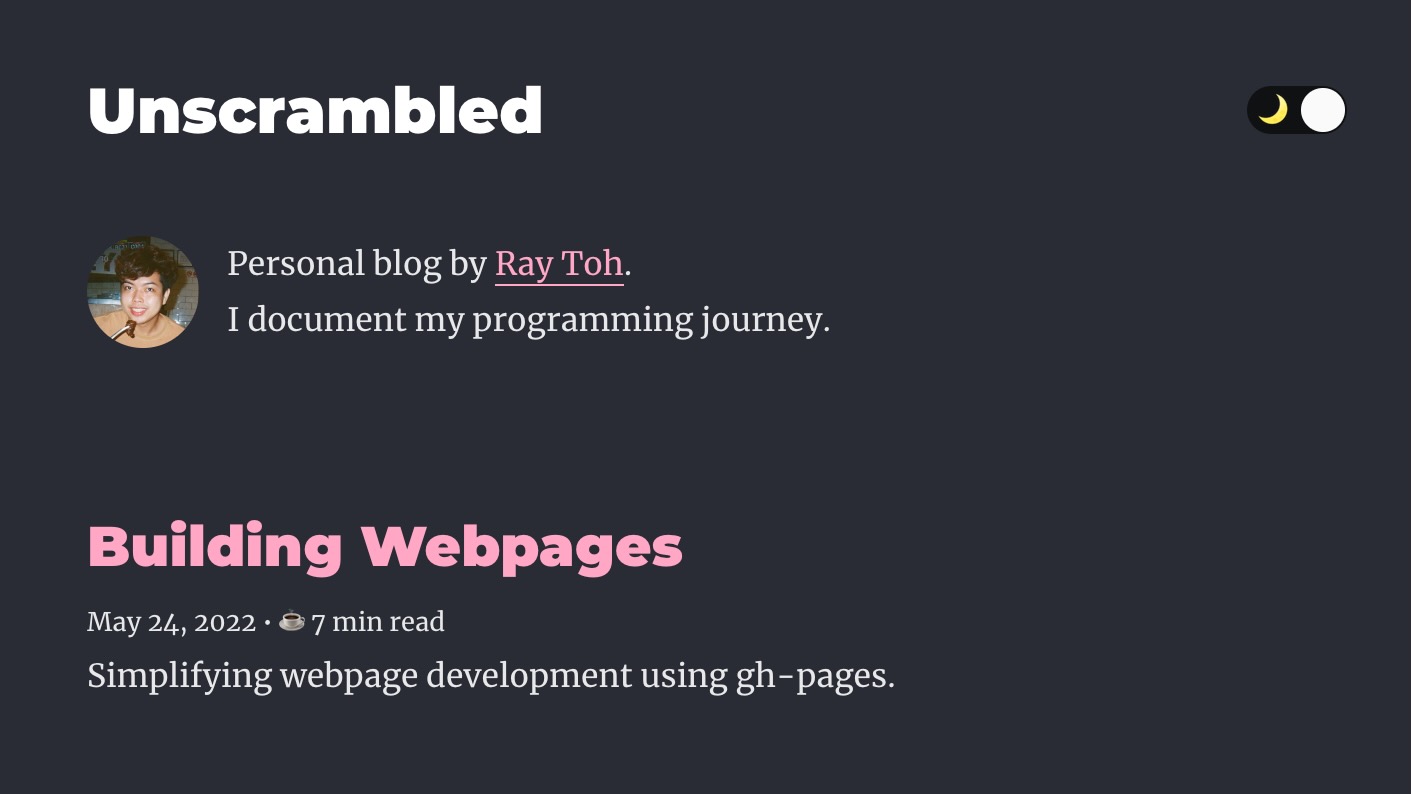 Unscrambled
Personal blog by Ray Toh.
I document my programming journey.
Building Webpages
May 24, 2022 • ☕ 7 min read
Simplifying webpage development using gh-pages.